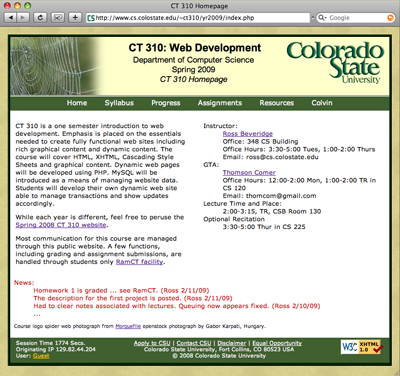 CT 310 Homepage
http://www.cs.colostate.edu/~ct310/yr2009/index.php
Google
CT 310: Web Development
Department of Computer Science
Spring 2009
CT 310 Homepage
Colorado
State
University
Home Syllabus Progress Assignments Resources Colvin
CT 310 is a one semester introduction to web
development. Emphasis is placed on the essentials
needed to create fully functional web sites including
rich graphical content and dynamic content. The
course will cover HTML, XHTML, Cascading Style
Sheets and graphical content. Dynamic web pages
will be developed using PHP. MySQL will be
introduced as a means of managing website data.
Students will develop their own dynamic web site
able to manage transactions and show updates
accordingly.
While each year is different, feel free to peruse the
Spring 2008 CT 310 website.
Most communication for this course are managed
through this public website. A few functions,
including grading and assignment submissions, are
handled through students only RamCT facility.
Instructor:
Ross Beveridge
Office: 348 CS Building
Office Hours: 3:30-5:00 Tues, 1:00-2:00 Thurs
Email: ross@cs.colostate.edu
GTA:
Thomson Comer
Office Hours: 12:00-2:00 Mon, 1:00-2:00 TR in
CS 120
Email: thomcom@gmail.com
Lecture Time and Place:
2:00-3:15, TR, CSB Room 130
Optional Recitation
3:30-5:00 Thur in CS 225
News:
Homework 1 is graded ... see RamCT. (Ross 2/11/09)
The description for the first project is posted. (Ross 2/11/09)
Had to clear notes associated with lectures. Queuing now appears fixed. (Ross 2/10/09)
...
Course logo spider web photograph from Morguefile openstock photograph by Gabor Karpati, Hungary.
Session Time 1774 Secs.
Originating IP 129.82.44.204
User: Guest
Apply to CSU | Contact CSU | Disclaimer | Equal Opportunity
Colorado State University, Fort Collins, CO 80523 USA
© 2008 Colorado State University
W3C XHTML 1.0